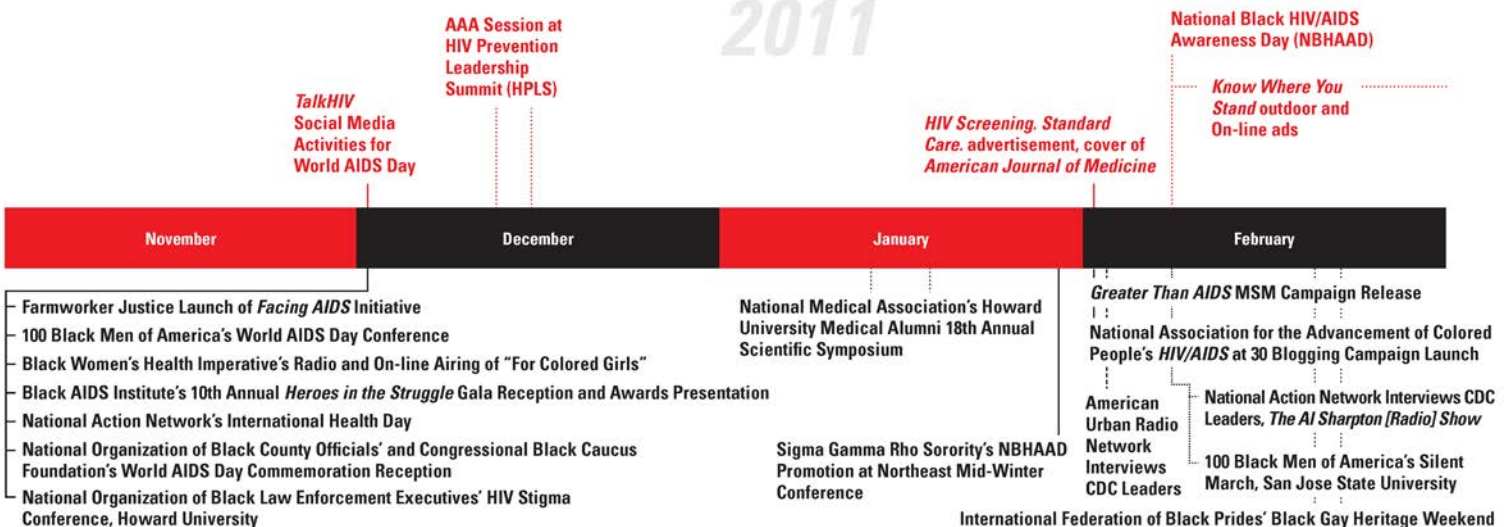 2011
AAA Session at
HIV Prevention
Leadership
Summit (HPLS)
National Black HIV/AIDS
Awareness Day (NBHAAD)
TalkHIV
Social Media
Activities for
World AIDS Day
HIV Screening. Standard
Care. advertisement, cover of
American Journal of Medicine
Know Where You
Stand outdoor and
On-line ads
November
December
January
February
Farmworker Justice Launch of Facing AIDS Initiative
100 Black Men of America's World AIDS Day Conference
Black Women's Health Imperative's Radio and On-line Airing of "For Colored Girls"
Black AIDS Institute's 10th Annual Heroes in the Struggle Gala Reception and Awards Presentation
National Action Network's International Health Day
National Organization of Black County Officials' and Congressional Black Caucus
Foundation's World AIDS Day Commemoration Reception
National Organization of Black Law Enforcement Executives' HIV Stigma
Conference, Howard University
National Medical Association's Howard
University Medical Alumni 18th Annual
Scientific Symposium
Sigma Gamma Rho Sorority's NBHAAD
Promotion at Northeast Mid-Winter
Conference
Greater Than AIDS MSM Campaign Release
National Association for the Advancement of Colored
People's HIV/AIDS at 30 Blogging Campaign Launch
American
Urban Radio
Network
Interviews
CDC Leaders
National Action Network Interviews CDC
Leaders, The Al Sharpton [Radio] Show
100 Black Men of America's Silent
March, San Jose State University
International Federation of Black Prides' Black Gay Heritage Weekend